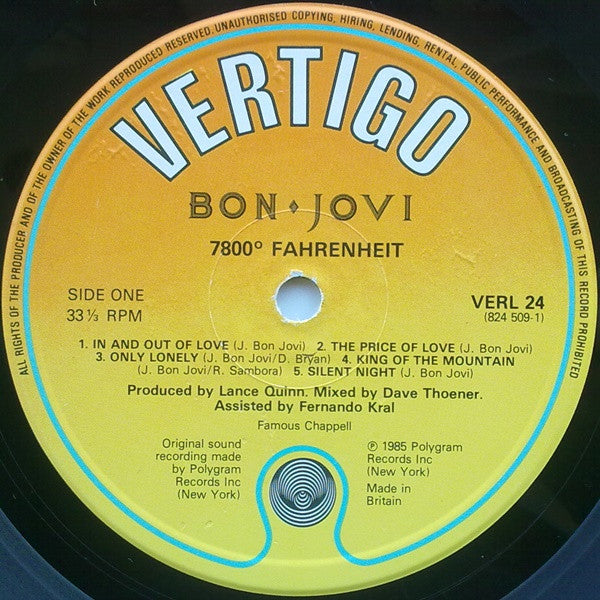 ALL RIGHTS OF THE PRODUCER AND OF THE OWNER OF THE WORK REPRODUCED RESERVED. UNAUTHORISED COPYING, HIRING, LENDING, RENTAL, PUBLIC PERFORMANCE AND BROADCASTING OF THIS RECORD PROHIBITED
VERTIGO
BON JOVI
7800° FAHRENHEIT
SIDE ONE
33⅓ RPM
VERL 24
(824 509-1)
1. IN AND OUT OF LOVE (J. Bon Jovi) 2. THE PRICE OF LOVE (J. Bon Jovi)
3. ONLY LONELY (J. Bon Jovi/D. Bryan) 4. KING OF THE MOUNTAIN
(J. Bon Jovi/R. Sambora) 5. SILENT NIGHT (J. Bon Jovi)
Produced by Lance Quinn. Mixed by Dave Thoener.
Assisted by Fernando Kral
Famous Chappell
Original sound
recording made
by Polygram
Records Inc
(New York)
℗ 1985 Polygram
Records Inc
(New York)
Made in
Britain